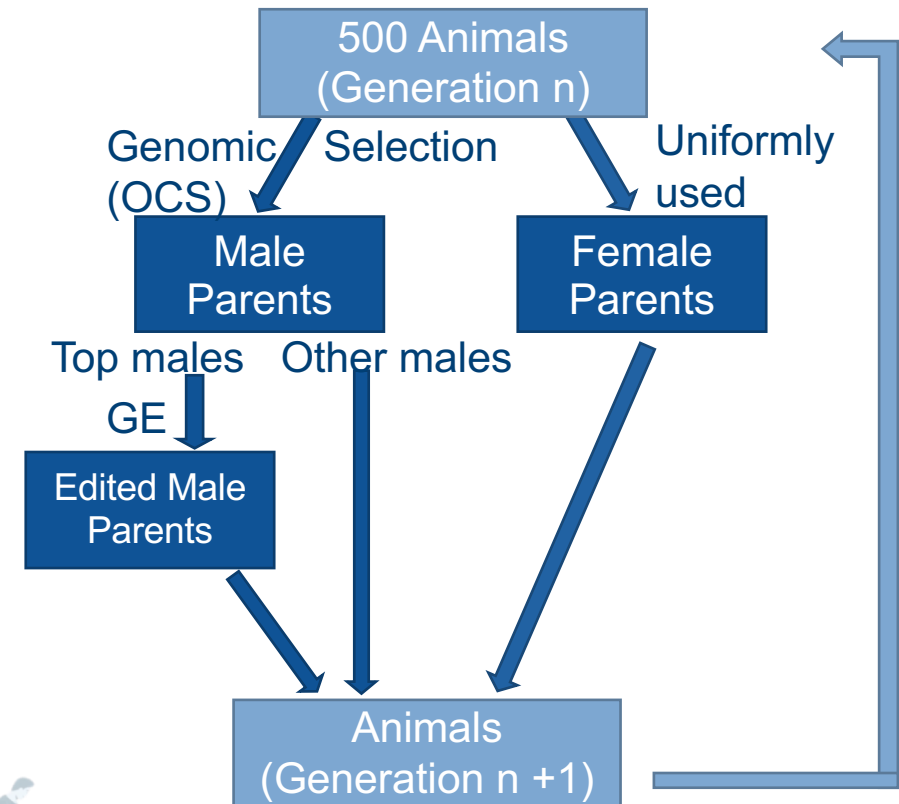 500 Animals
(Generation n)
Genomic Selection
(OCS)
Uniformly
used
Male
Parents
Female
Parents
Top males
Other males
GE
Edited Male
Parents
Animals
(Generation n +1)